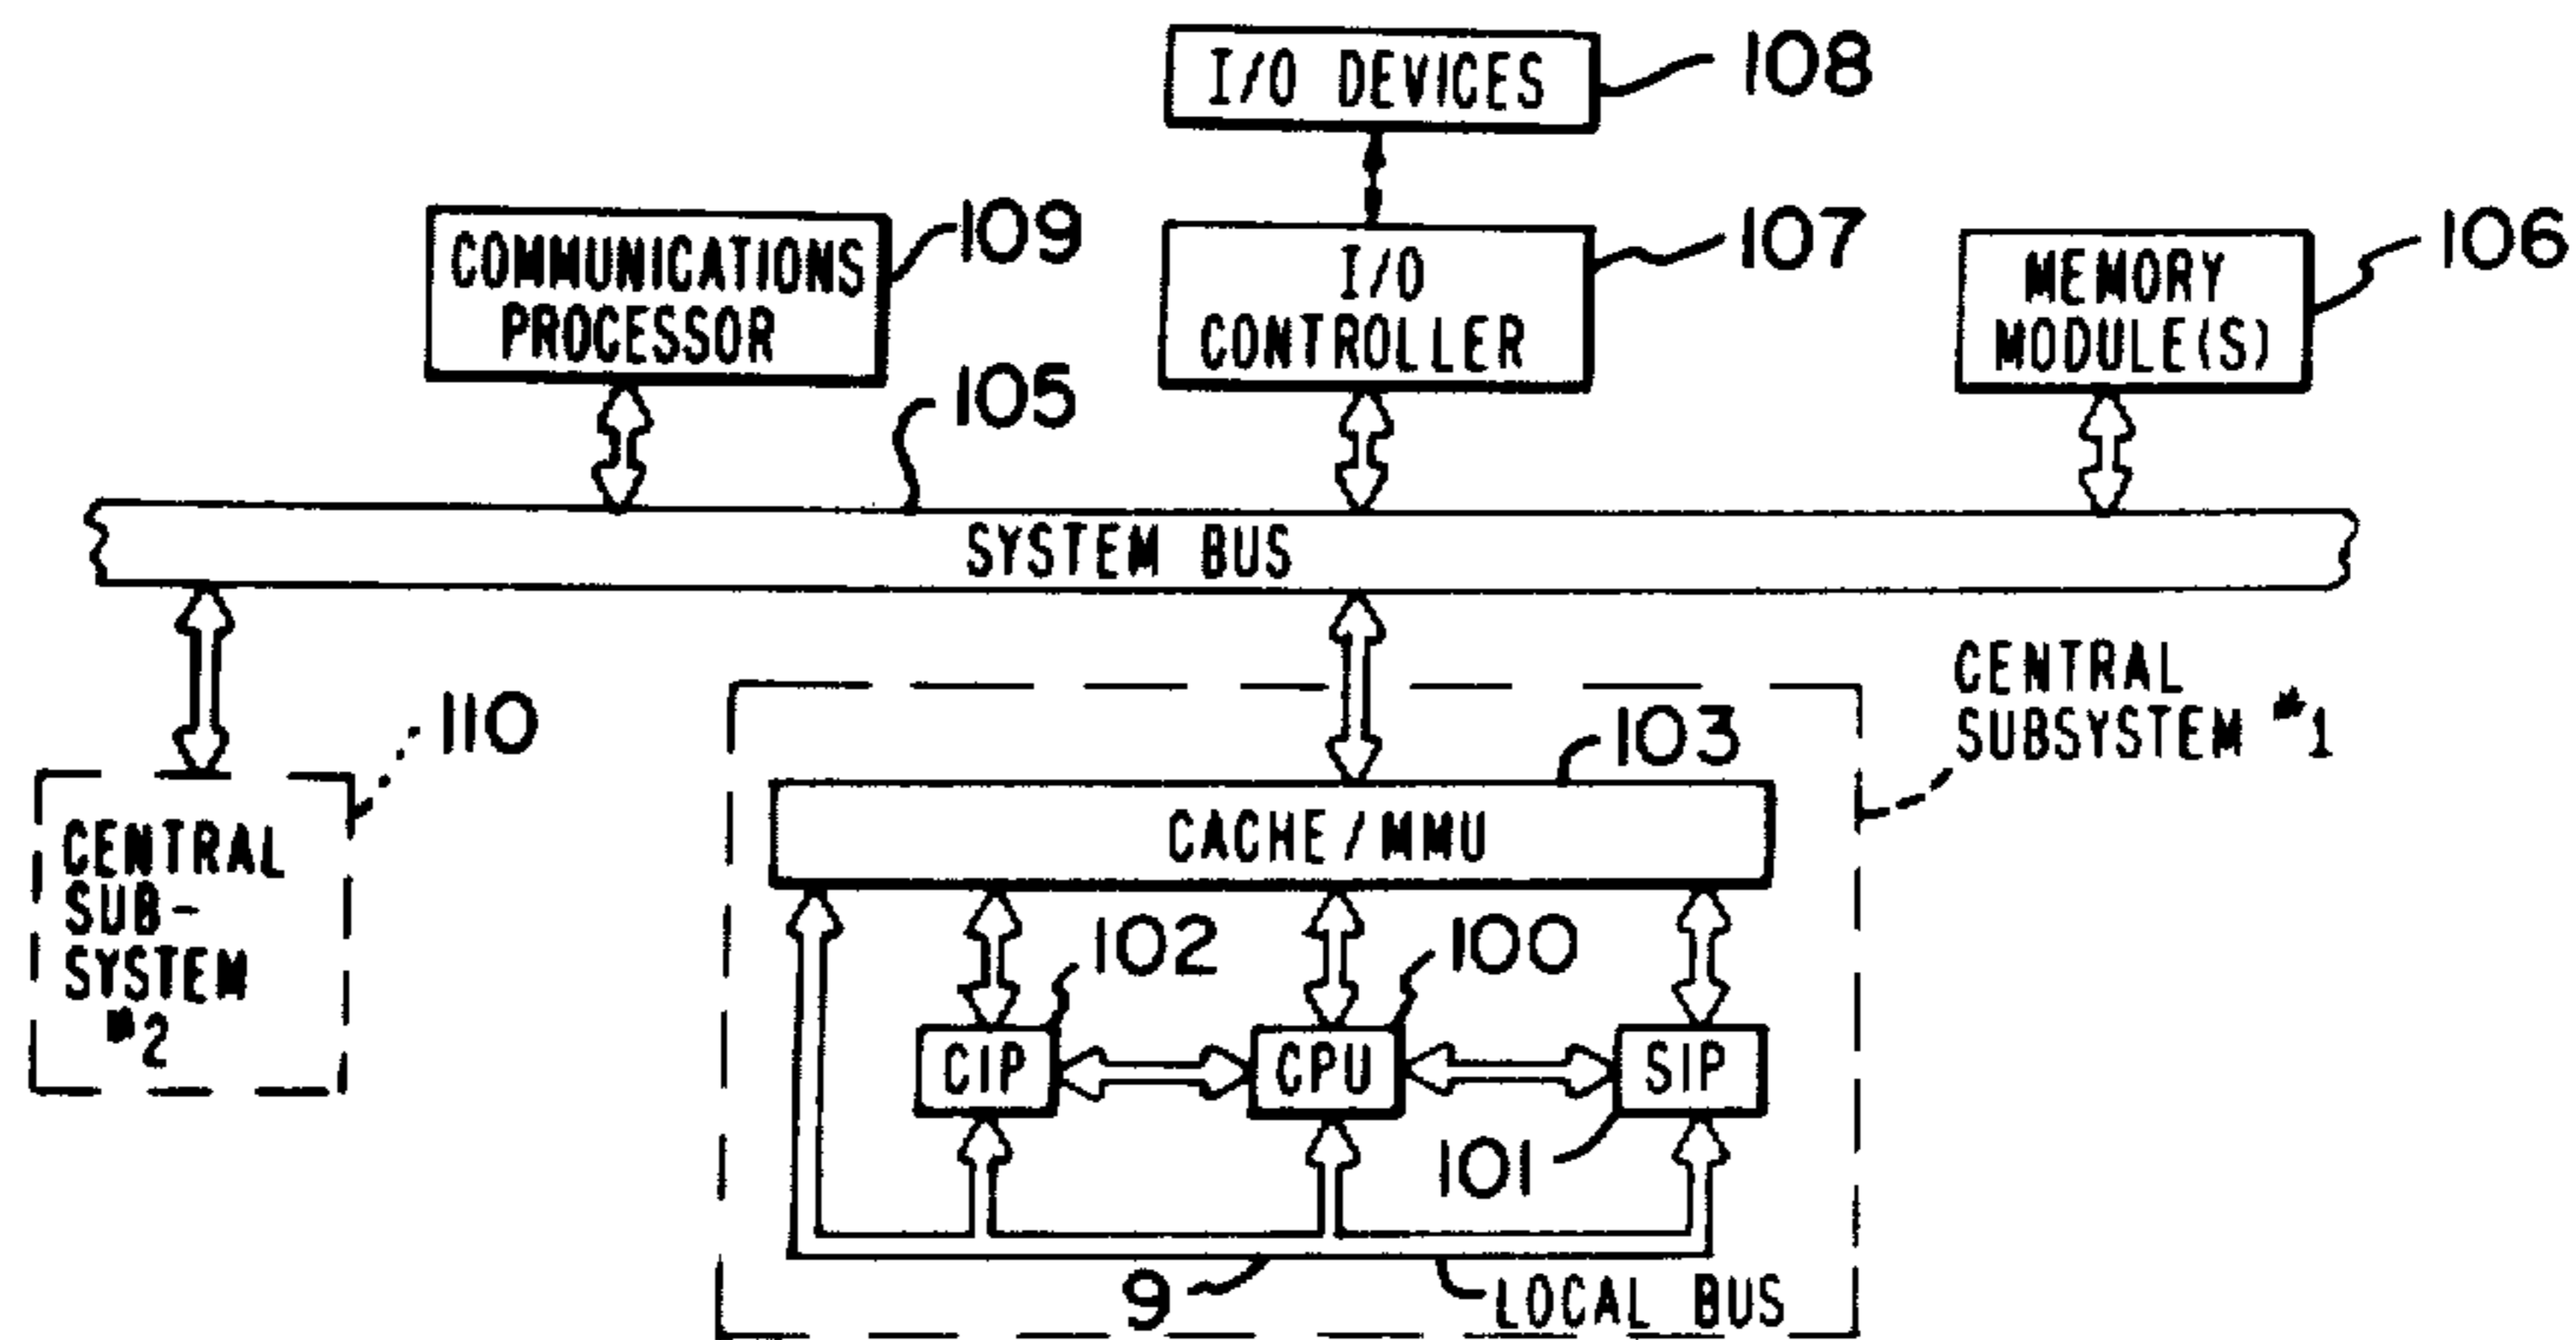 I/O DEVICES
108
COMMUNICATIONS
PROCESSOR
109
I/O
CONTROLLER
107
MEMORY
MODULE(S)
106
105
SYSTEM BUS
CENTRAL
SUBSYSTEM #1
110
CENTRAL
SUB-
SYSTEM
#2
103
CACHE/MMU
102
100
CIP
CPU
SIP
101
9
LOCAL BUS